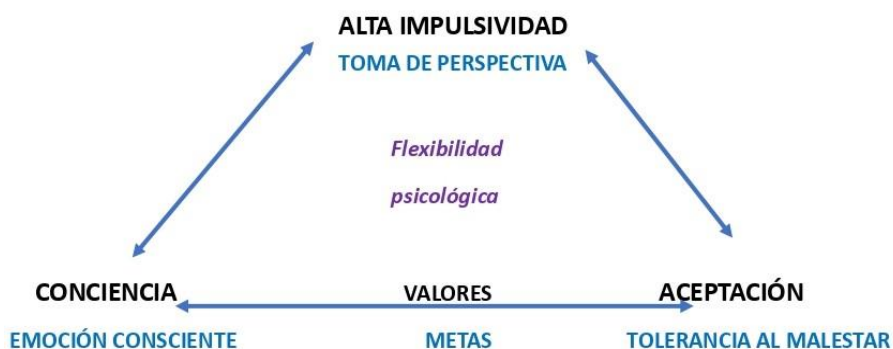 ALTA IMPULSIVIDAD
TOMA DE PERSPECTIVA
Flexibilidad
psicológica
CONCIENCIA VALORES ACEPTACIÓN
EMOCIÓN CONSCIENTE METAS TOLERANCIA AL MALESTAR